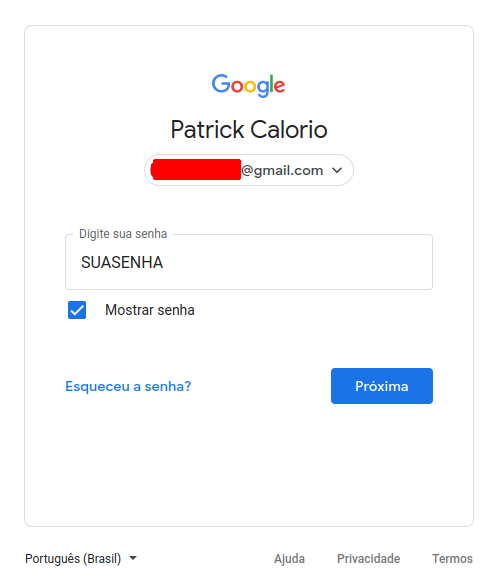 Google
Patrick Calorio
@gmail.com
Digite sua senha
SUASENHA
Mostrar senha
Esqueceu a senha?
Próxima
Português (Brasil)
Ajuda
Privacidade
Termos